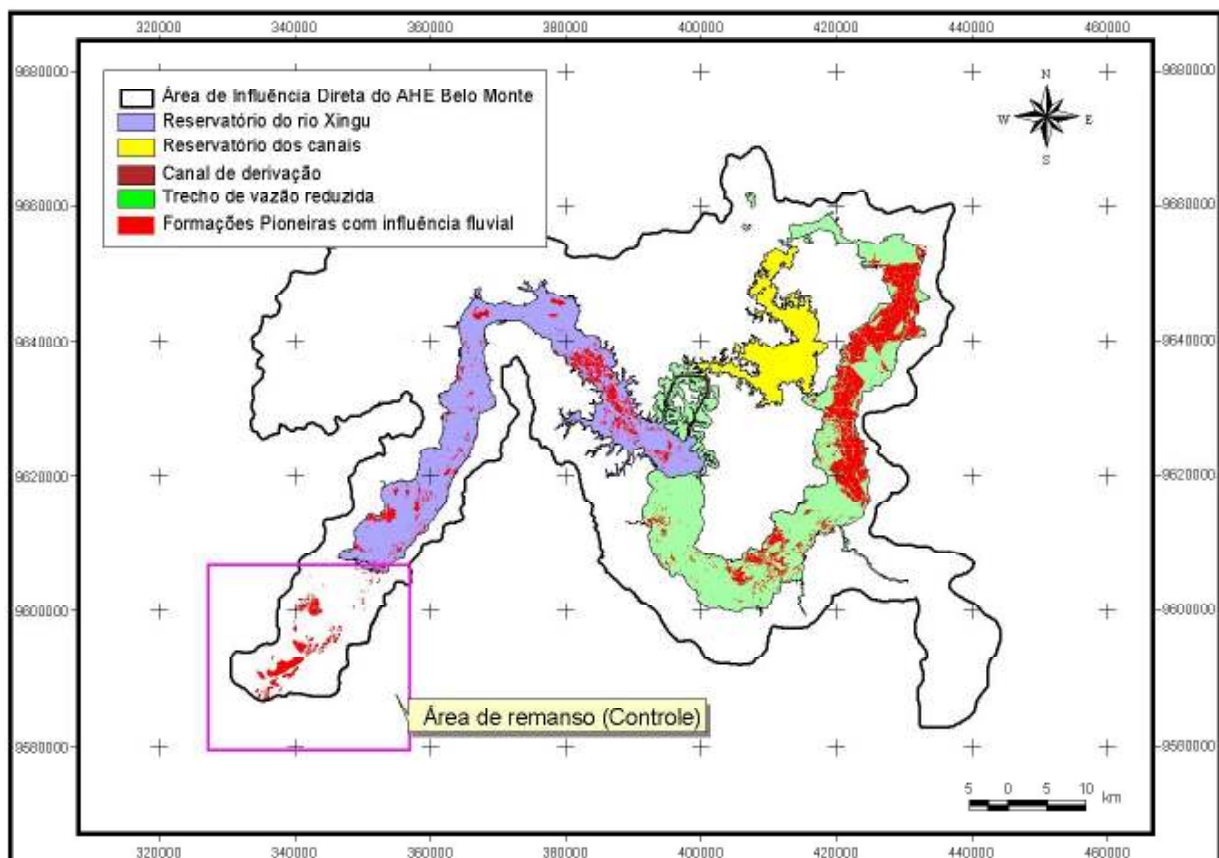 320000 340000 360000 380000 400000 420000 440000 460000
9680000 9680000
Área de Influência Direta do AHE Belo Monte
Reservatório do rio Xingu
Reservatório dos canais
Canal de derivação
Trecho de vazão reduzida
Formações Pioneiras com influência fluvial
N
W E
S
9660000 9660000
9640000 9640000
9620000 9620000
9600000 9600000
Área de remanso (Controle)
9580000 9580000
5 0 5 10
km
320000 340000 360000 380000 400000 420000 440000 460000